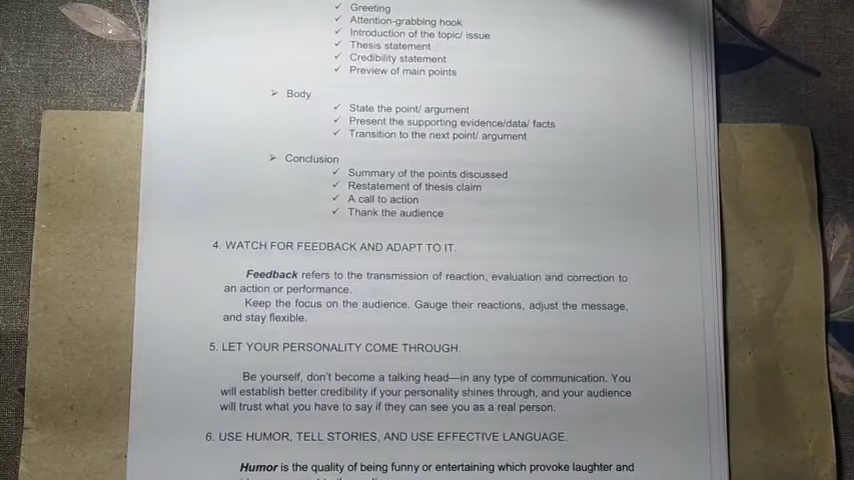 ✓ Greeting
✓ Attention-grabbing hook
✓ Introduction of the topic/ issue
✓ Thesis statement
✓ Credibility statement
✓ Preview of main points
➢ Body
✓ State the point/ argument
✓ Present the supporting evidence/data/ facts
✓ Transition to the next point/ argument
➢ Conclusion
✓ Summary of the points discussed
✓ Restatement of thesis claim
✓ A call to action
✓ Thank the audience
4. WATCH FOR FEEDBACK AND ADAPT TO IT.
Feedback refers to the transmission of reaction, evaluation and correction to
an action or performance.
Keep the focus on the audience. Gauge their reactions, adjust the message,
and stay flexible.
5. LET YOUR PERSONALITY COME THROUGH.
Be yourself, don't become a talking head—in any type of communication. You
will establish better credibility if your personality shines through, and your audience
will trust what you have to say if they can see you as a real person.
6. USE HUMOR, TELL STORIES, AND USE EFFECTIVE LANGUAGE.
Humor is the quality of being funny or entertaining which provoke laughter and